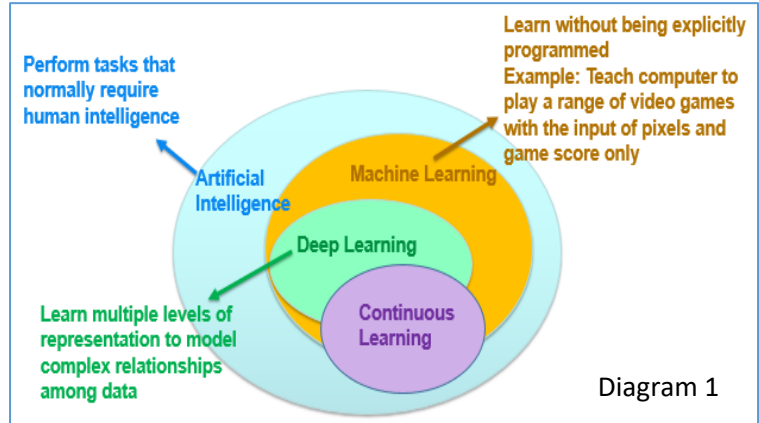 Learn without being explicitly
programmed
Example: Teach computer to
play a range of video games
with the input of pixels and
game score only
Perform tasks that
normally require
human intelligence
Artificial
Intelligence
Machine Learning
Deep Learning
Continuous
Learning
Learn multiple levels of
representation to model
complex relationships
among data
Diagram 1